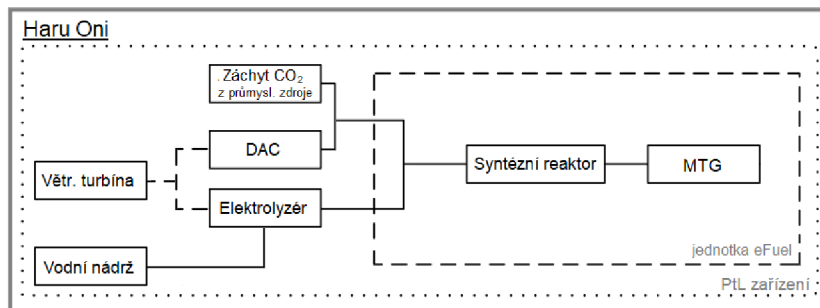 Haru Oni
. Záchyt CO₂
z průmysl. zdroje
DAC
Větr. turbína
Elektrolyzér
Vodní nádrž
Syntézní reaktor
MTG
jednotka eFuel
PtL zařízení